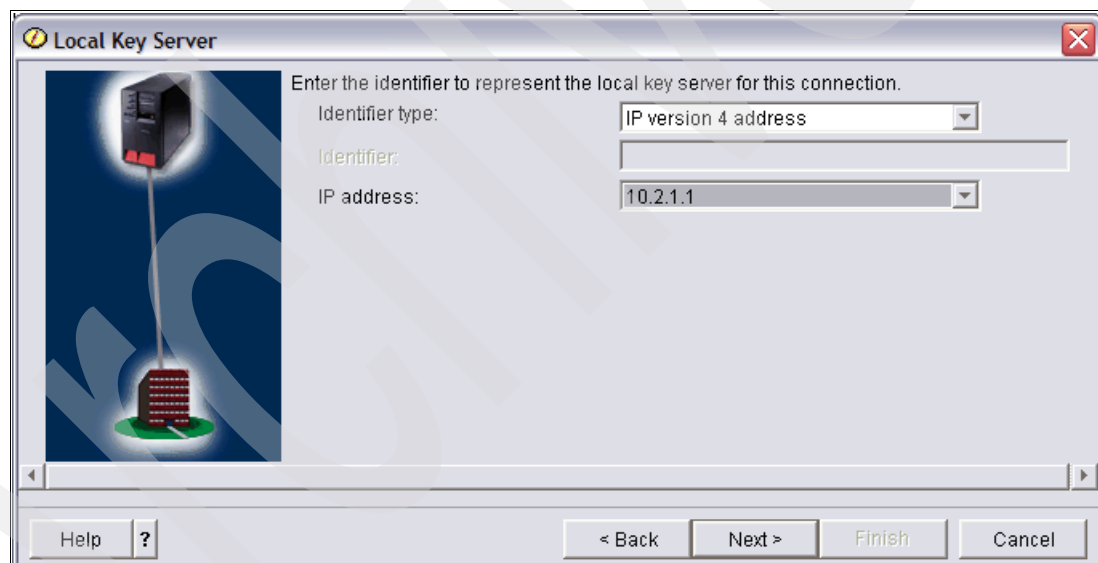 Local Key Server
Enter the identifier to represent the local key server for this connection.
Identifier type: IP version 4 address
Identifier:
IP address: 10.2.1.1
Help ? < Back Next > Finish Cancel